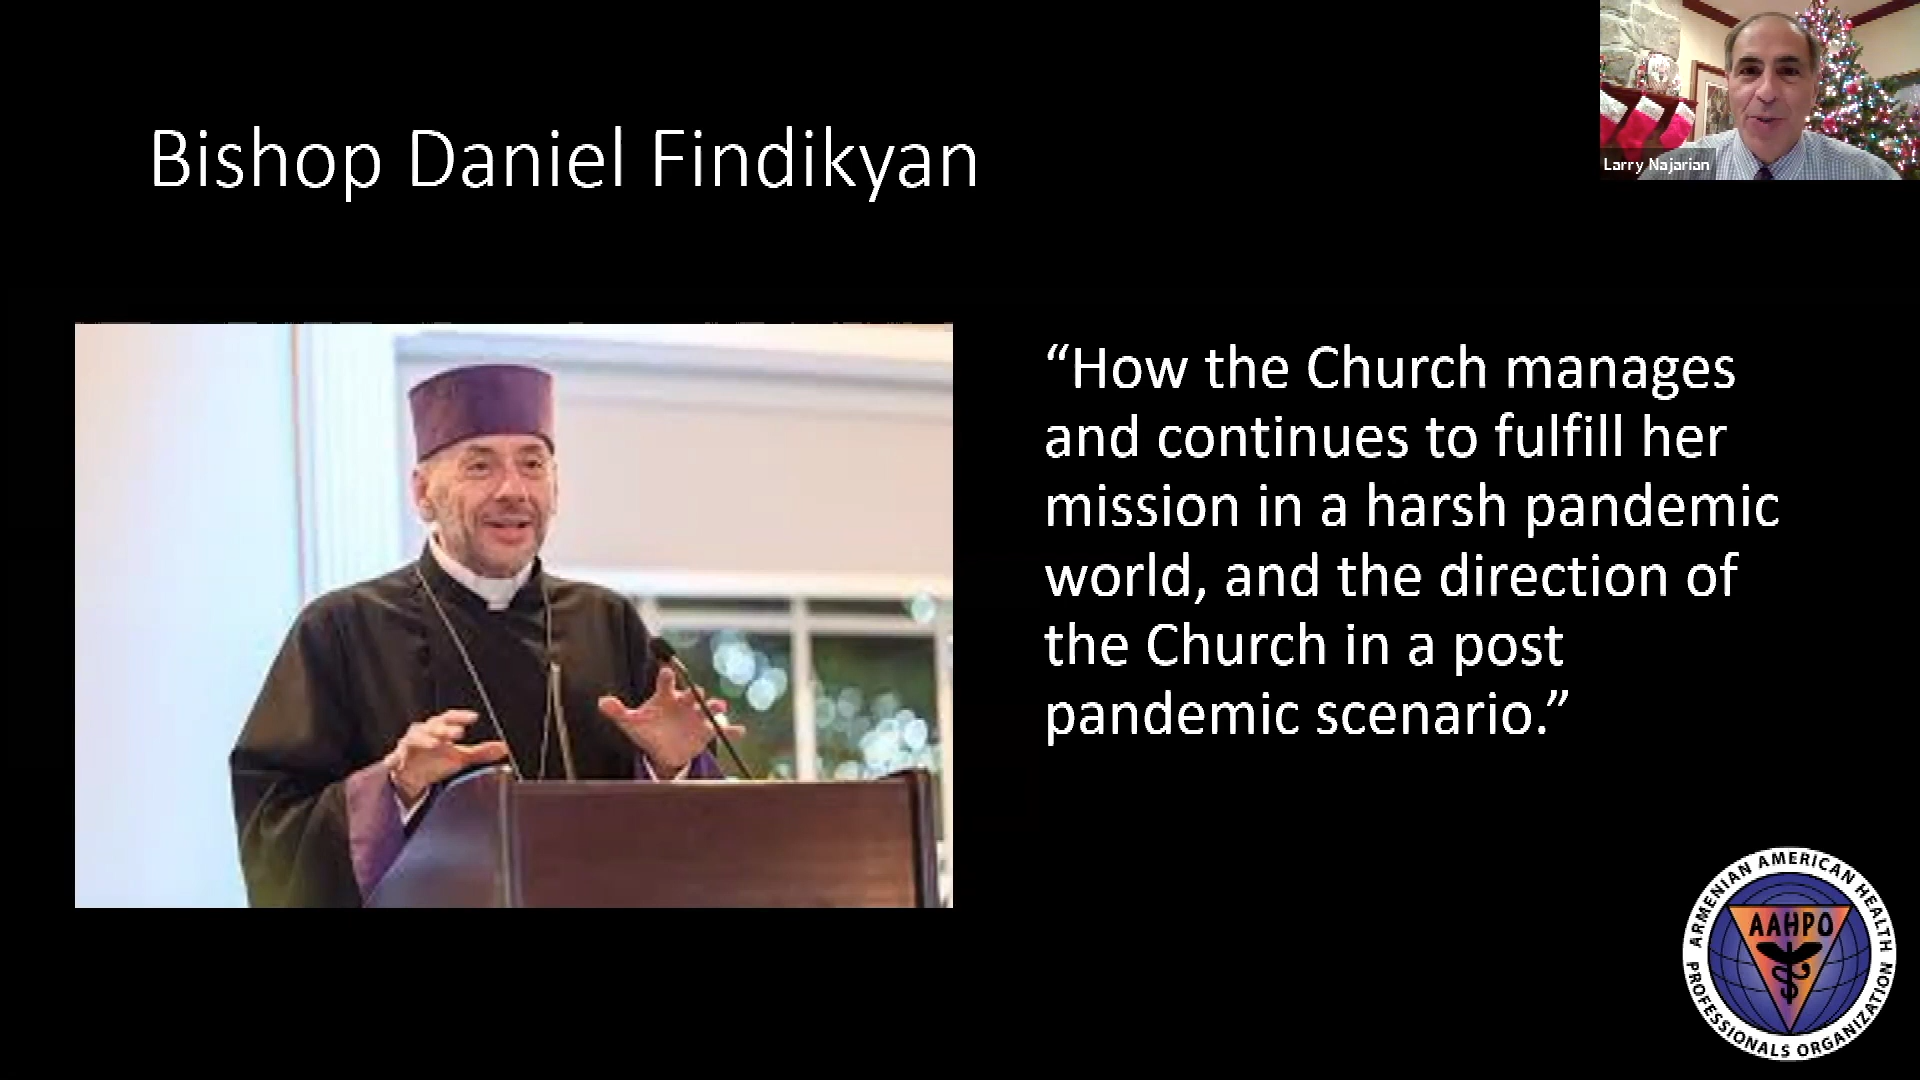 Bishop Daniel Findikyan
Larry Najarian
“How the Church manages
and continues to fulfill her
mission in a harsh pandemic
world, and the direction of
the Church in a post
pandemic scenario.”
ARMENIAN AMERICAN HEALTH
AAHPO
PROFESSIONALS ORGANIZATION